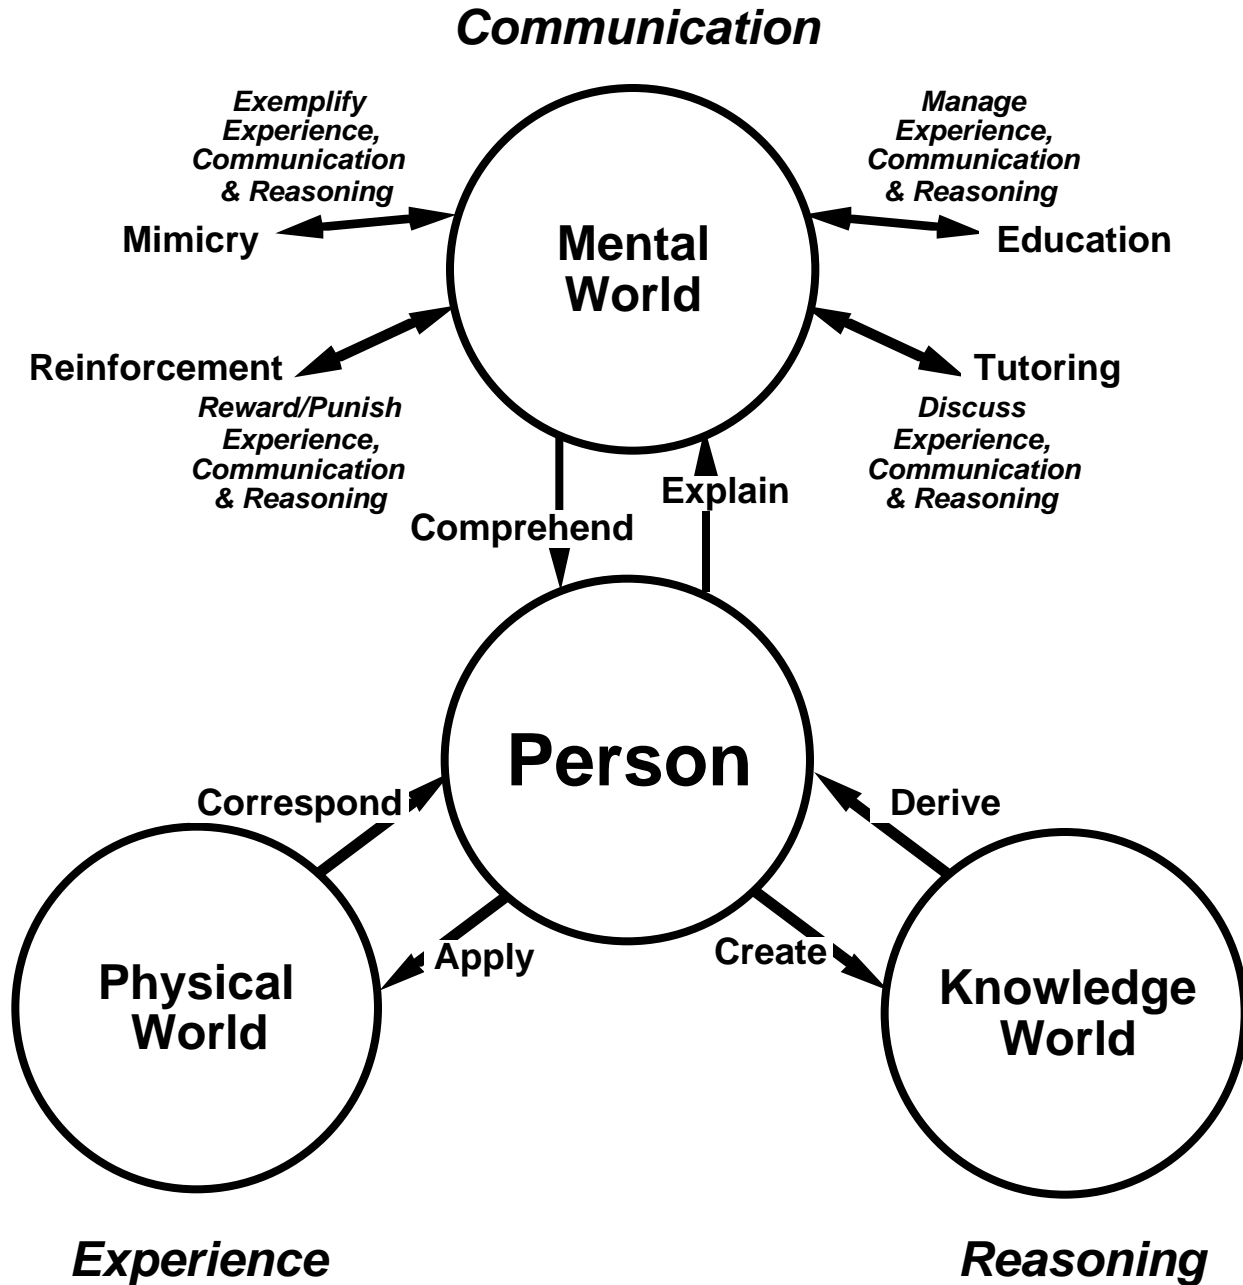 Communication
Exemplify
Experience,
Communication
& Reasoning
Mimicry
Manage
Experience,
Communication
& Reasoning
Education
Mental
World
Reinforcement
Reward/Punish
Experience,
Communication
& Reasoning
Tutoring
Discuss
Experience,
Communication
& Reasoning
Explain
Comprehend
Person
Correspond
Derive
Apply
Create
Physical
World
Knowledge
World
Experience
Reasoning